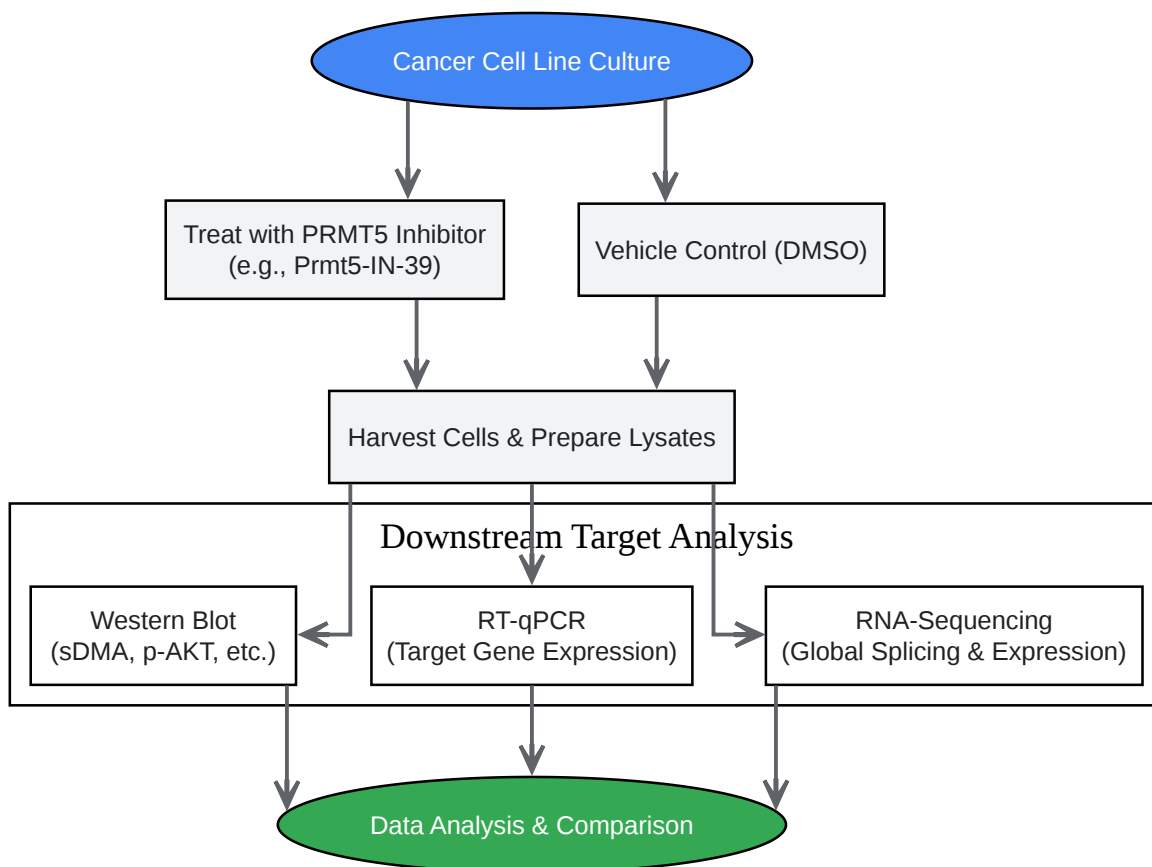 Cancer Cell Line Culture
Treat with PRMT5 Inhibitor
(e.g., Prmt5-IN-39)
Vehicle Control (DMSO)
Harvest Cells & Prepare Lysates
Downstream Target Analysis
Western Blot
(sDMA, p-AKT, etc.)
RT-qPCR
(Target Gene Expression)
RNA-Sequencing
(Global Splicing & Expression)
Data Analysis & Comparison